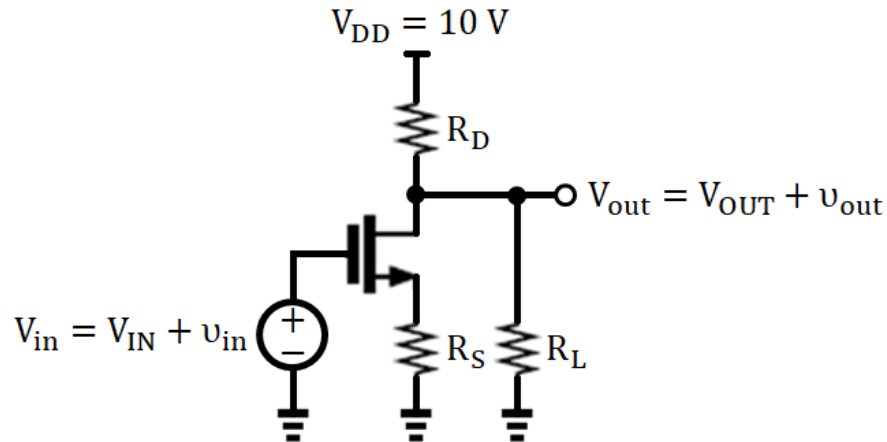 V_DD = 10 V
R_D
V_out = V_OUT + υ_out
V_in = V_IN + υ_in
+
−
R_S
R_L